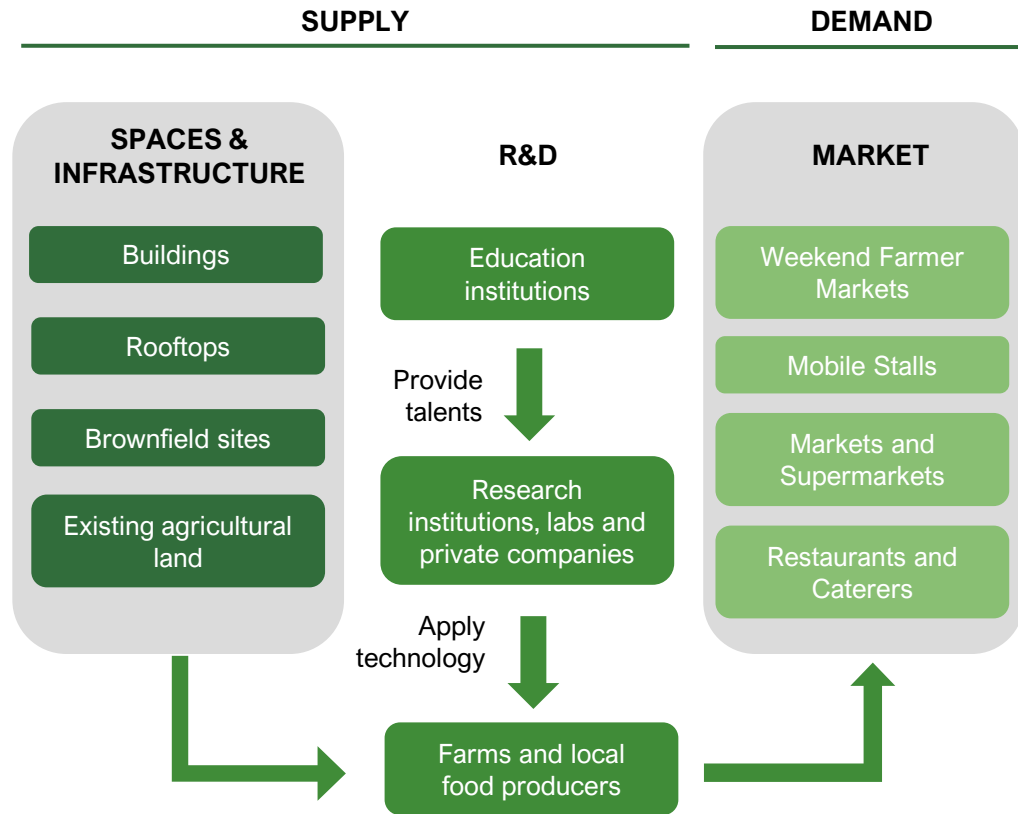 SUPPLY
DEMAND
SPACES &
INFRASTRUCTURE
Buildings
Rooftops
Brownfield sites
Existing agricultural
land
R&D
Education
institutions
Provide
talents
Research
institutions, labs and
private companies
Apply
technology
Farms and local
food producers
MARKET
Weekend Farmer
Markets
Mobile Stalls
Markets and
Supermarkets
Restaurants and
Caterers